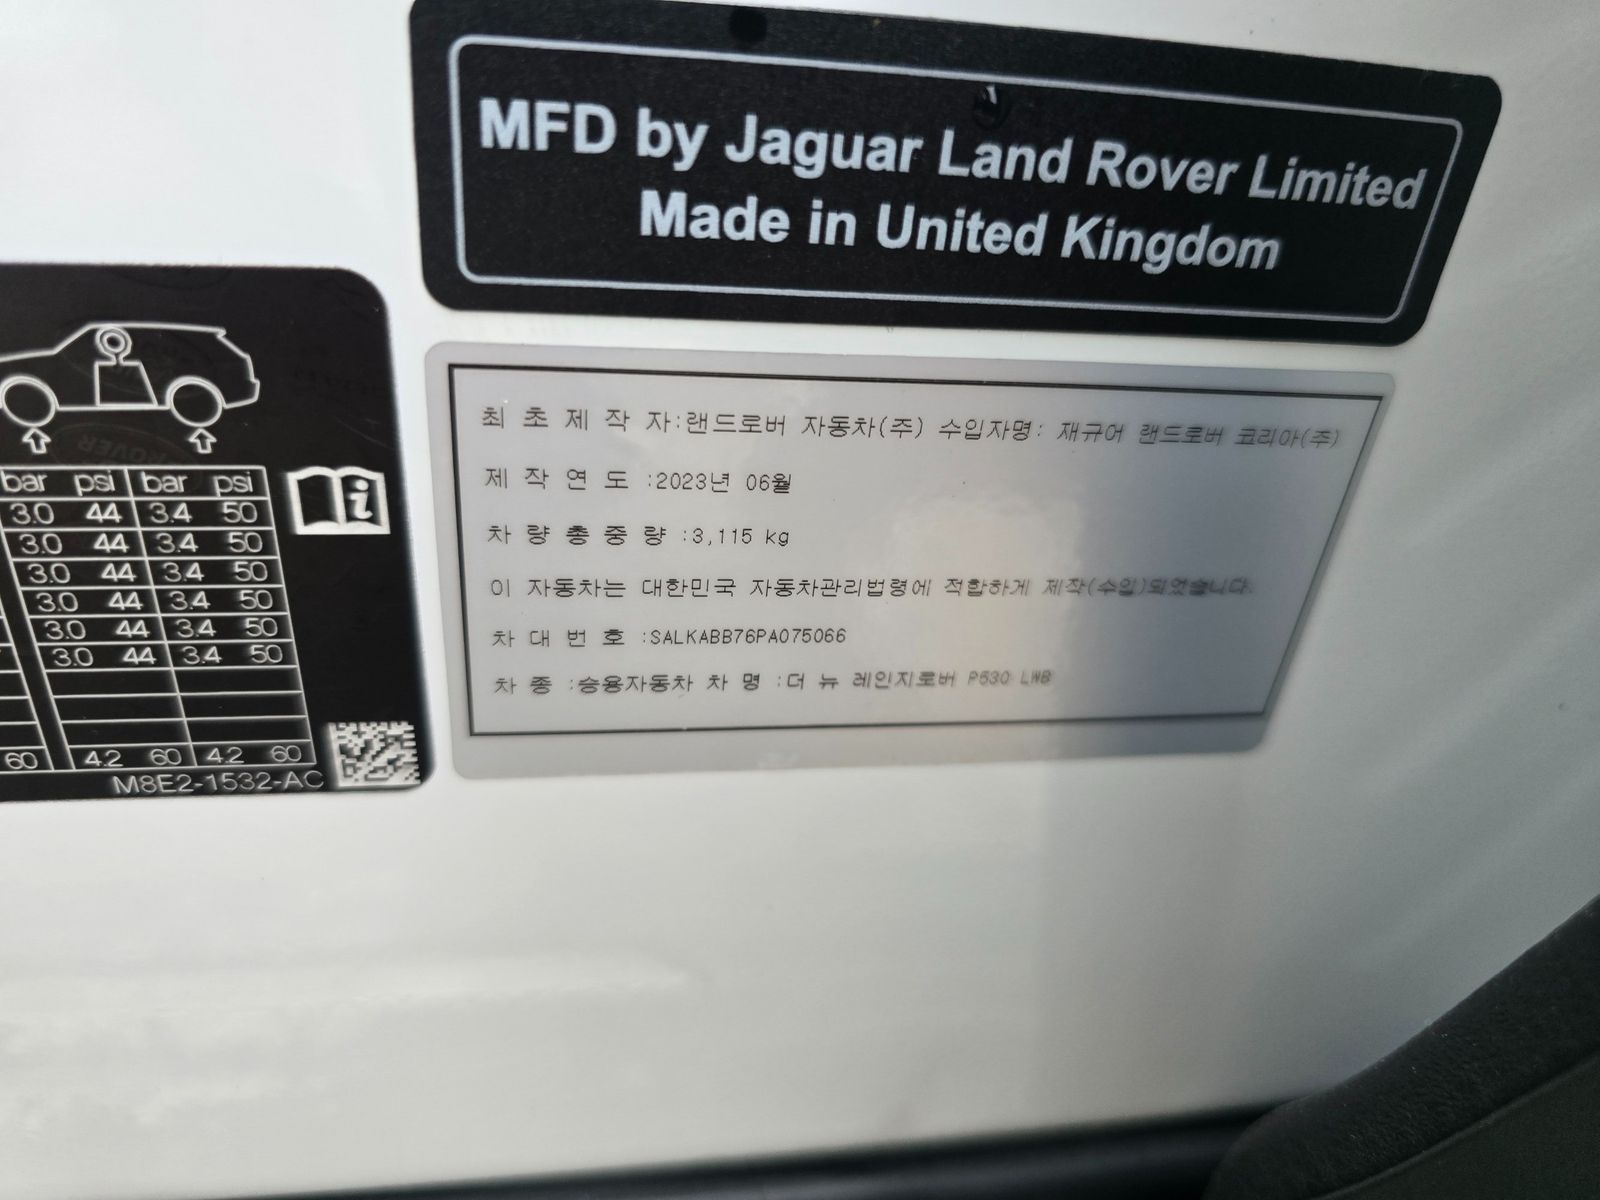 MFD by Jaguar Land Rover Limited
Made in United Kingdom
최초제작자:랜드로버 자동차(주) 수입자명: 재규어 랜드로버 코리아(주)
제작연도:2023년 06월
차량총중량:3,115 kg
이 자동차는 대한민국 자동차관리법령에 적합하게 제작(수입)되었습니다.
차대번호:SALKABB76PA075066
차종:승용자동차 차명:더 뉴 레인지로버 P530 LWB
bar psi bar psi
3.0 44 3.4 50
3.0 44 3.4 50
3.0 44 3.4 50
3.0 44 3.4 50
3.0 44 3.4 50
3.0 44 3.4 50
60 4.2 60 4.2 60
M8E2-1532-AC